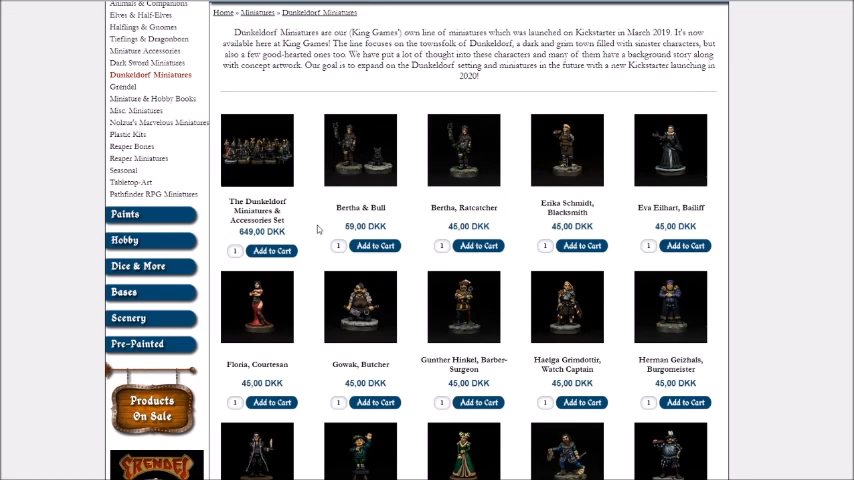 Animals & Companions
Elves & Half-Elves
Halflings & Gnomes
Tieflings & Dragonborn
Miniature Accessories
Dark Sword Miniatures
Dunkeldorf Miniatures
Grendel
Miniature & Hobby Books
Misc. Miniatures
Nolzur's Marvelous Miniatures
Plastic Kits
Reaper Bones
Reaper Miniatures
Seasonal
Tabletop-Art
Pathfinder RPG Miniatures
Paints
Hobby
Dice & More
Bases
Scenery
Pre-Painted
Products
On Sale
GRENDEL
Home » Miniatures » Dunkeldorf Miniatures
Dunkeldorf Miniatures are our (King Games') own line of miniatures which was launched on Kickstarter in March 2019. It's now
available here at King Games! The line focuses on the townsfolk of Dunkeldorf, a dark and grim town filled with sinister characters, but
also a few good-hearted ones too. We have put a lot of thought into these characters and many of them have a background story along
with concept artwork. Our goal is to expand on the Dunkeldorf setting and miniatures in the future with a new Kickstarter launching in
2020!
The Dunkeldorf
Miniatures &
Accessories Set
649,00 DKK
1 Add to Cart
Bertha & Bull
59,00 DKK
1 Add to Cart
Bertha, Ratcatcher
45,00 DKK
1 Add to Cart
Erika Schmidt,
Blacksmith
45,00 DKK
1 Add to Cart
Eva Eilhart, Bailiff
45,00 DKK
1 Add to Cart
Floria, Courtesan
45,00 DKK
1 Add to Cart
Gowak, Butcher
45,00 DKK
1 Add to Cart
Gunther Hinkel, Barber-
Surgeon
45,00 DKK
1 Add to Cart
Haelga Grimdottir,
Watch Captain
45,00 DKK
1 Add to Cart
Herman Geizhals,
Burgomeister
45,00 DKK
1 Add to Cart